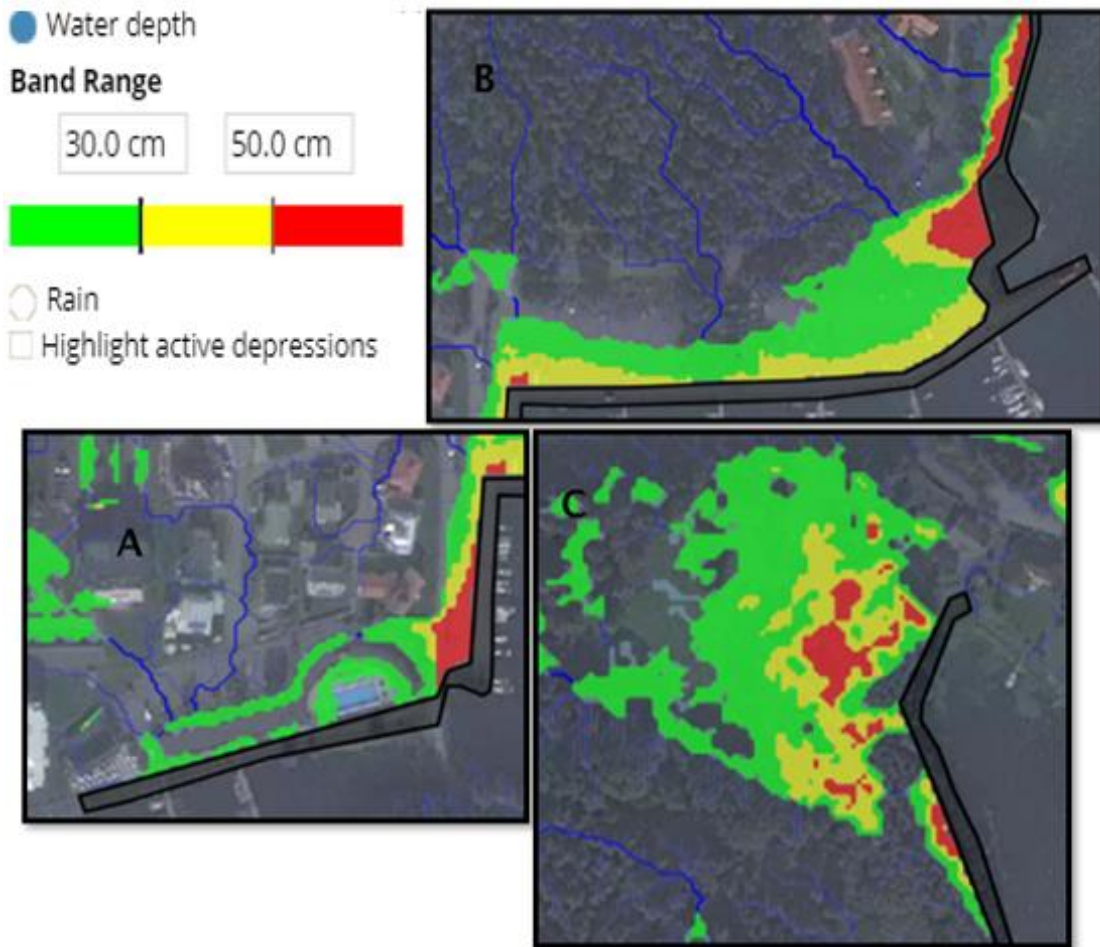 Water depth
Band Range
30.0 cm 50.0 cm
Rain
Highlight active depressions
B
A
C